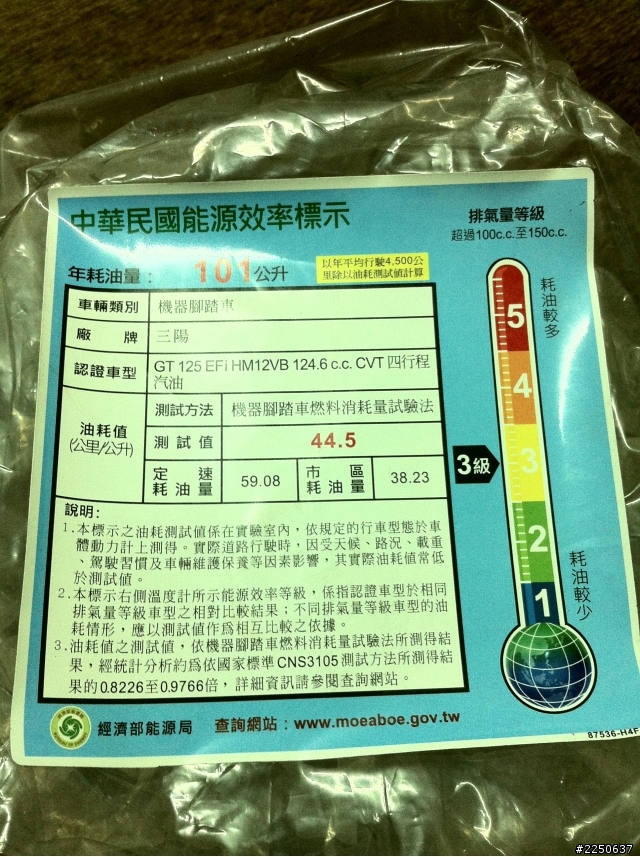 中華民國能源效率標示
排氣量等級
超過100c.c.至150c.c.
年耗油量： 101公升
以年平均行駛4,500公
里除以油耗測試值計算
車輛類別 機器腳踏車
廠牌 三陽
認證車型 GT 125 EFi HM12VB 124.6 c.c. CVT 四行程
汽油
油耗值
(公里/公升)
測試方法 機器腳踏車燃料消耗量試驗法
測試值 44.5
定速
耗油量 59.08
市區
耗油量 38.23
說明:
1.本標示之油耗測試值係在實驗室內，依規定的行車型態於車
體動力計上測得。實際道路行駛時，因受天候、路況、載重
、駕駛習慣及車輛維護保養等因素影響，其實際油耗值常低
於測試值。
2.本標示右側溫度計所示能源效率等級，係指認證車型於相同
排氣量等級車型之相對比較結果；不同排氣量等級車型的油
耗情形，應以測試值作為相互比較之依據。
3.油耗值之測試值，依機器腳踏車燃料消耗量試驗法所測得結
果，經統計分析約為依國家標準CNS3105測試方法所測得結
果的0.8226至0.9766倍，詳細資訊請參閱查詢網站。
耗油較多
5
4
3級
3
2
1
耗油較少
經濟部能源局 查詢網站：www.moeaboe.gov.tw
87536-H4F
#2250637